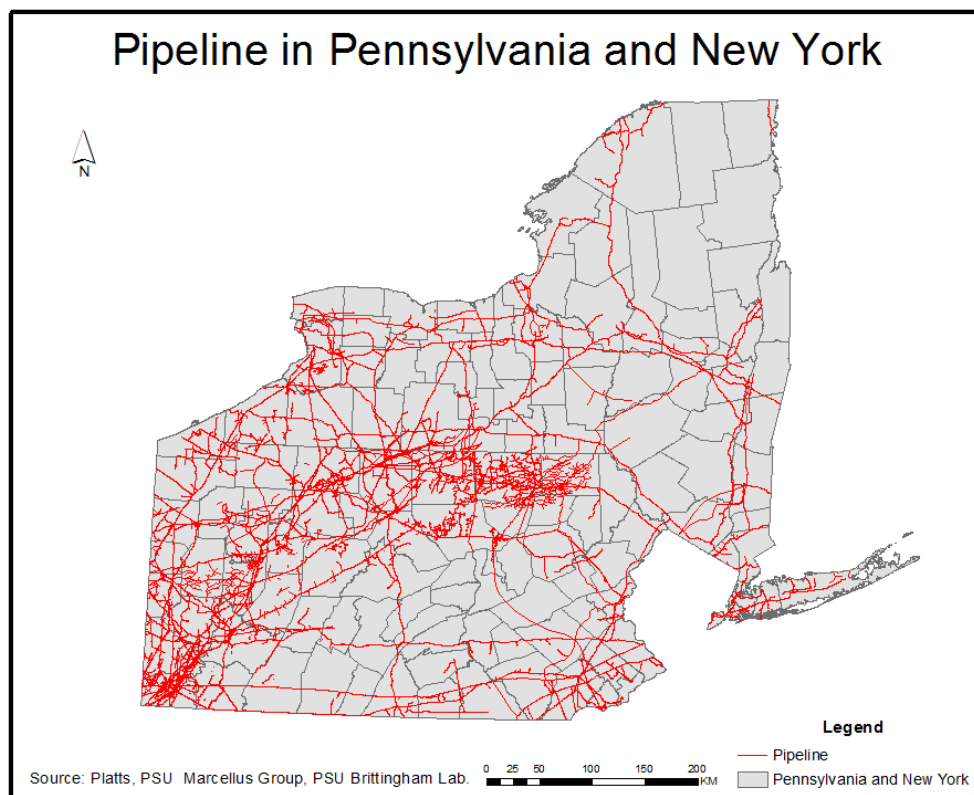 Pipeline in Pennsylvania and New York
N
Legend
Pipeline
Pennsylvania and New York
Source: Platts, PSU Marcellus Group, PSU Brittingham Lab.
0 25 50 100 150 200
KM